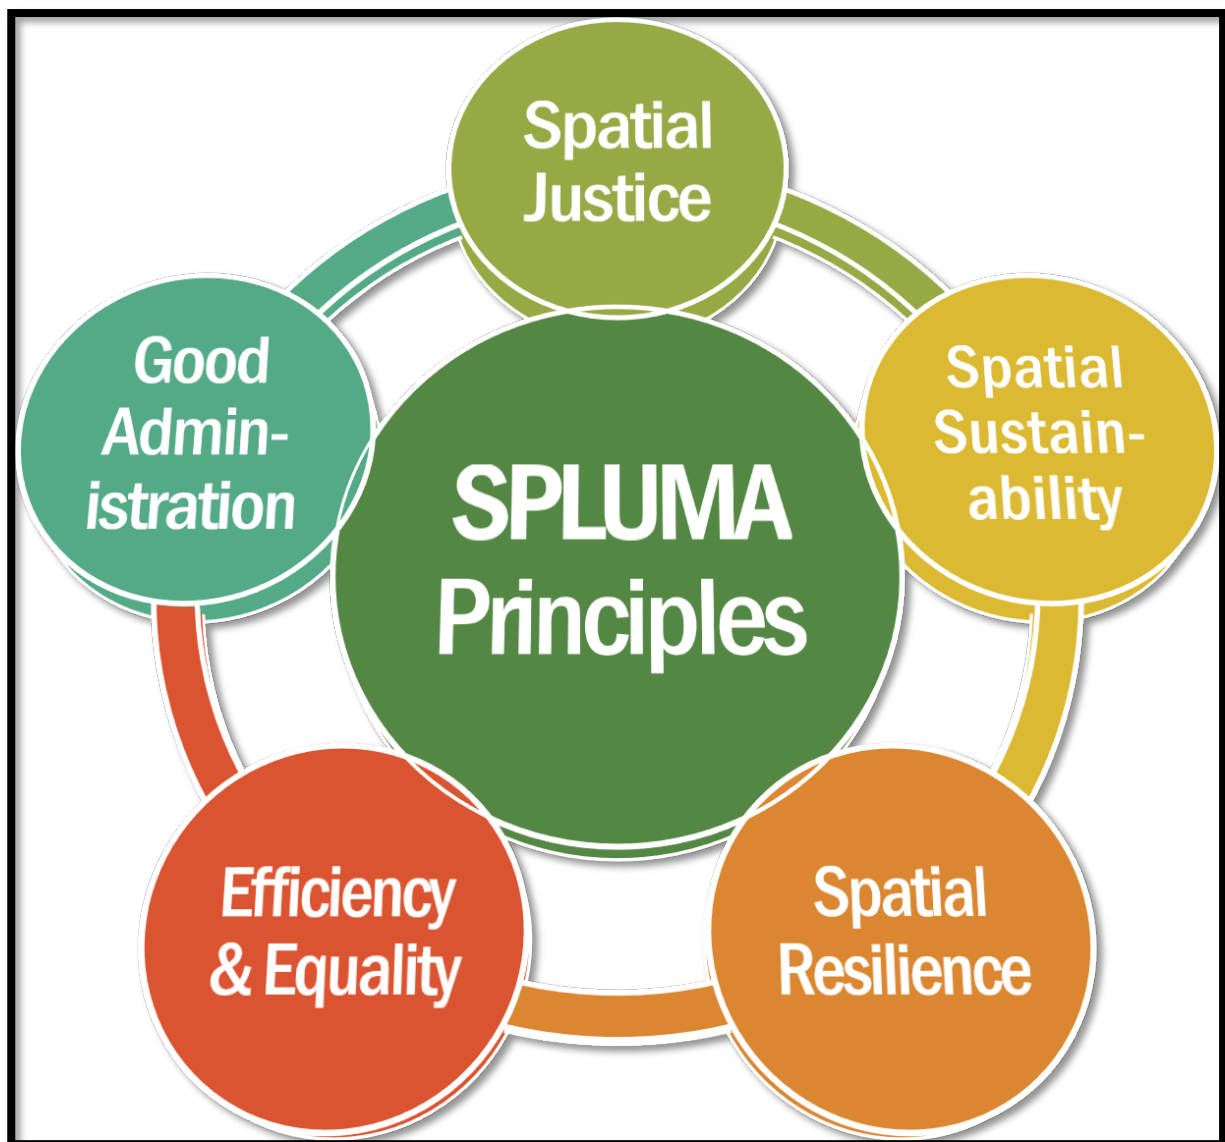 Spatial
Justice
Good
Admin-
istration
Spatial
Sustain-
ability
SPLUMA
Principles
Efficiency
& Equality
Spatial
Resilience